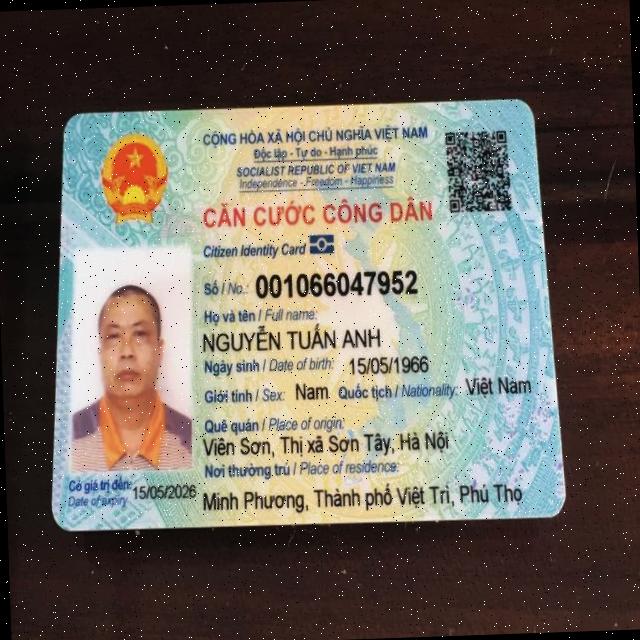 CỘNG HÒA XÃ HỘI CHỦ NGHĨA VIỆT NAM
Độc lập - Tự do - Hạnh phúc
SOCIALIST REPUBLIC OF VIET NAM
Independence - Freedom - Happiness
CĂN CƯỚC CÔNG DÂN
Citizen Identity Card
Số / No.: 001066047952
Họ và tên / Full name:
NGUYỄN TUẤN ANH
Ngày sinh / Date of birth: 15/05/1966
Giới tính / Sex: Nam Quốc tịch / Nationality: Việt Nam
Quê quán / Place of origin:
Viên Sơn, Thị xã Sơn Tây, Hà Nội
Nơi thường trú / Place of residence:
Minh Phương, Thành phố Việt Trì, Phú Thọ
Có giá trị đến: 15/05/2026
Date of expiry